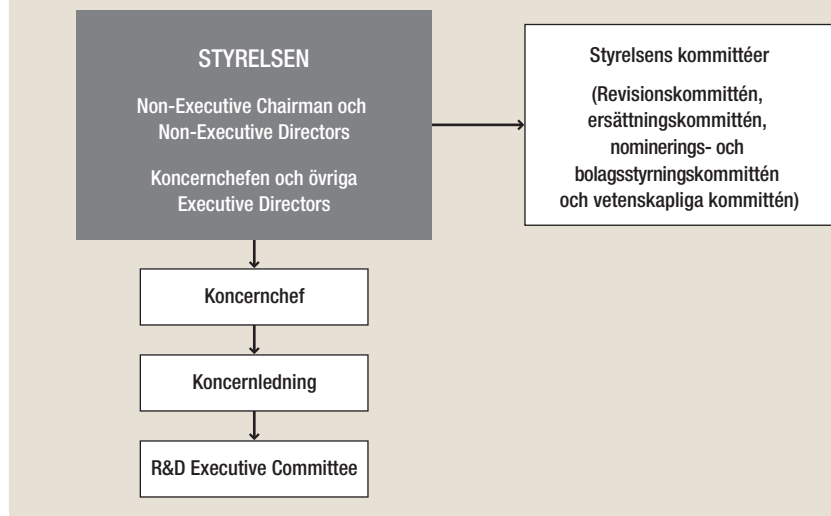 STYRELSEN
Non-Executive Chairman och
Non-Executive Directors
Koncernchefen och övriga
Executive Directors
Styrelsens kommittéer
(Revisionskommittén,
ersättningskommittén,
nominerings- och
bolagsstyrningskommittén
och vetenskapliga kommittén)
Koncernchef
Koncernledning
R&D Executive Committee